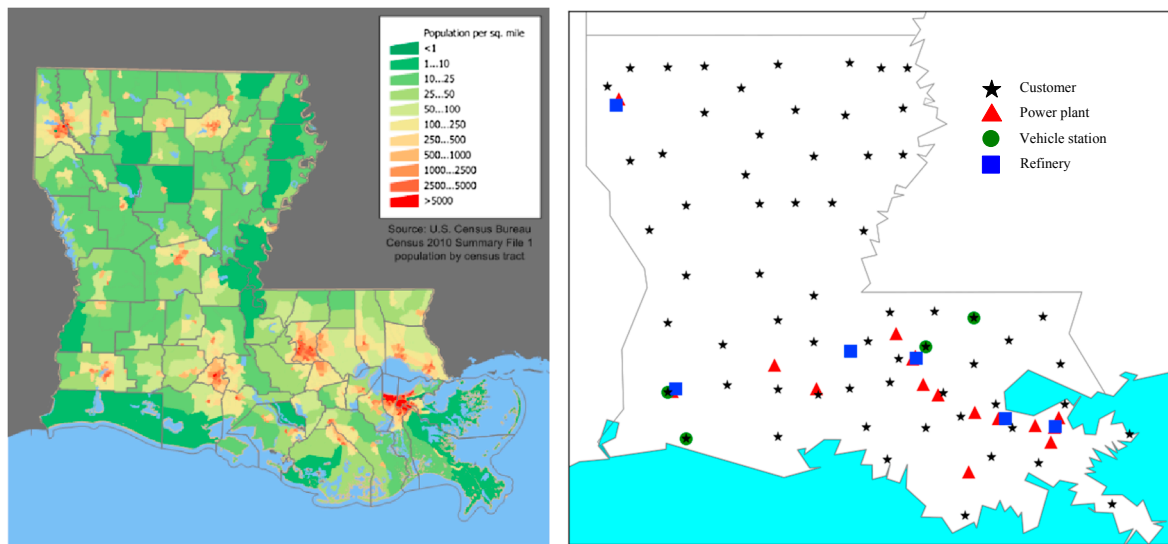 Population per sq. mile
<1
1...10
10...25
25...50
50...100
100...250
250...500
500...1000
1000...2500
2500...5000
>5000
Source: U.S. Census Bureau
Census 2010 Summary File 1
population by census tract
Customer
Power plant
Vehicle station
Refinery